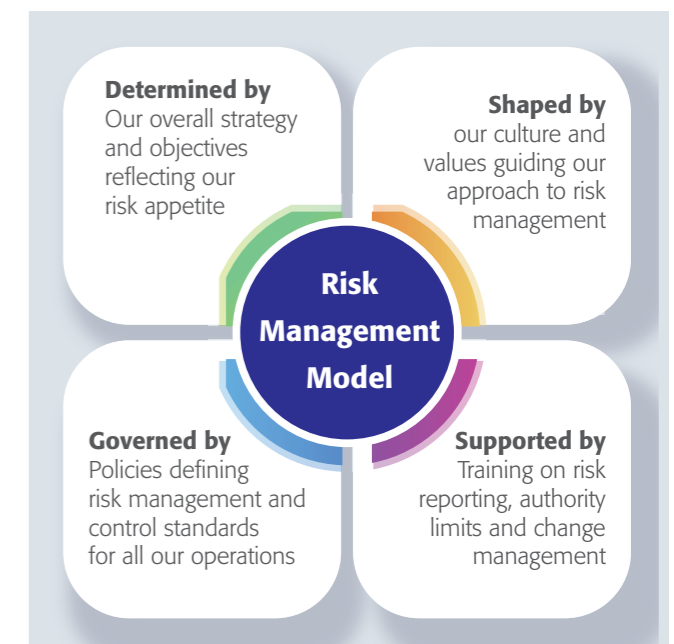 Determined by
Our overall strategy
and objectives
reflecting our
risk appetite
Shaped by
our culture and
values guiding our
approach to risk
management
Risk
Management
Model
Governed by
Policies defining
risk management and
control standards
for all our operations
Supported by
Training on risk
reporting, authority
limits and change
management